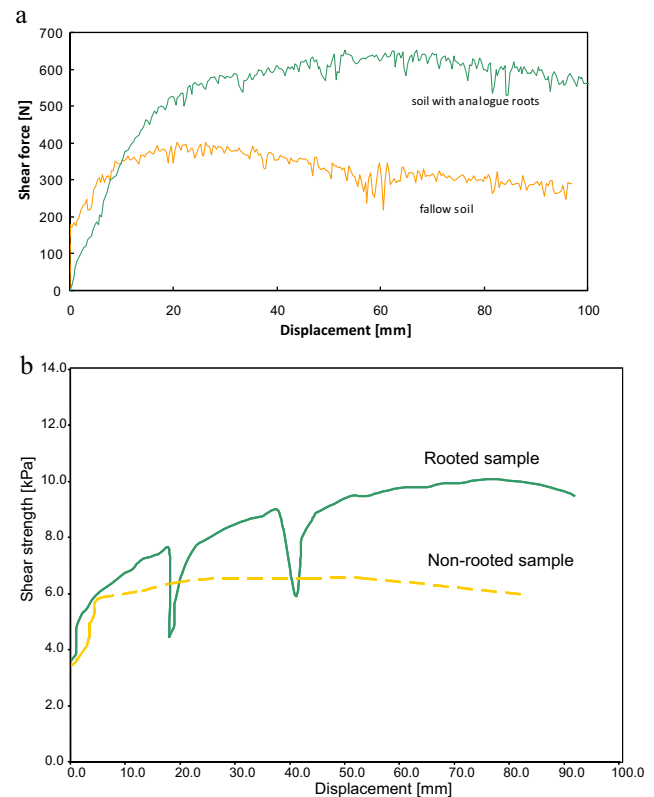 a
Shear force [N]
700
600
500
400
300
200
100
0
soil with analogue roots
fallow soil
0 20 40 60 80 100
Displacement [mm]
b
Shear strength [kPa]
14.0
12.0
10.0
8.0
6.0
4.0
2.0
0.0
Rooted sample
Non-rooted sample
0.0 10.0 20.0 30.0 40.0 50.0 60.0 70.0 80.0 90.0 100.0
Displacement [mm]